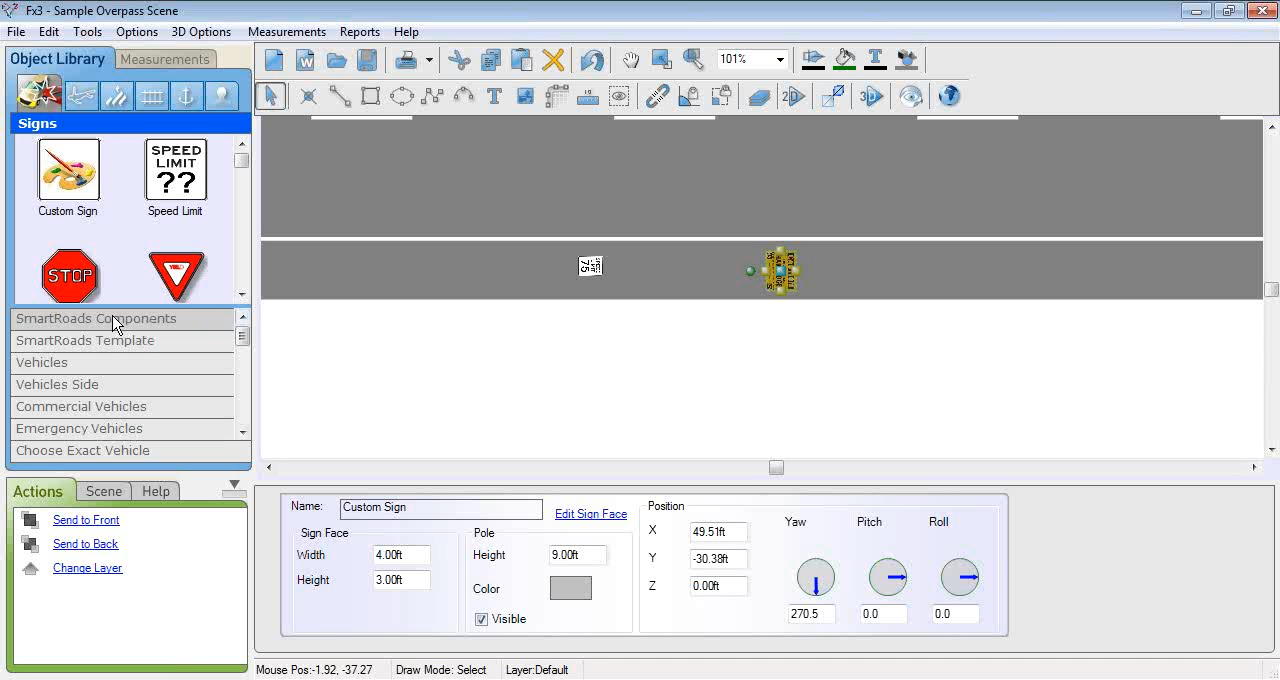 Fx3 - Sample Overpass Scene
File Edit Tools Options 3D Options Measurements Reports Help
Object Library Measurements
101%
Signs
SPEED LIMIT ??
Custom Sign Speed Limit
STOP YIELD
SmartRoads Components
SmartRoads Template
Vehicles
Vehicles Side
Commercial Vehicles
Emergency Vehicles
Choose Exact Vehicle
75
Actions Scene Help
Send to Front
Send to Back
Change Layer
Name: Custom Sign Edit Sign Face
Sign Face
Width 4.00ft
Height 3.00ft
Pole
Height 9.00ft
Color
Visible
Position
X 49.51ft
Y -30.38ft
Z 0.00ft
Yaw Pitch Roll
270.5 0.0 0.0
Mouse Pos:-1.92, -37.27 Draw Mode: Select Layer:Default